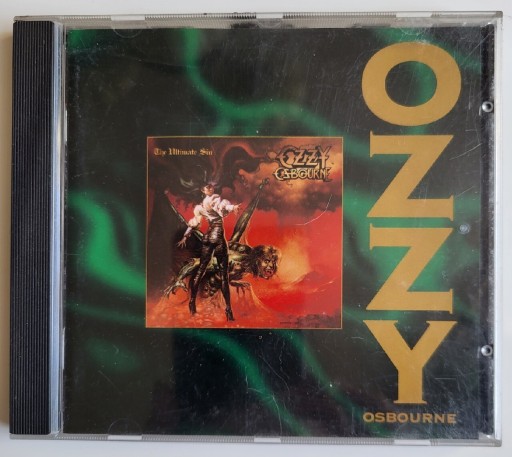 The Ultimate Sin
OZZY
OSBOURNE
OZZY
OSBOURNE